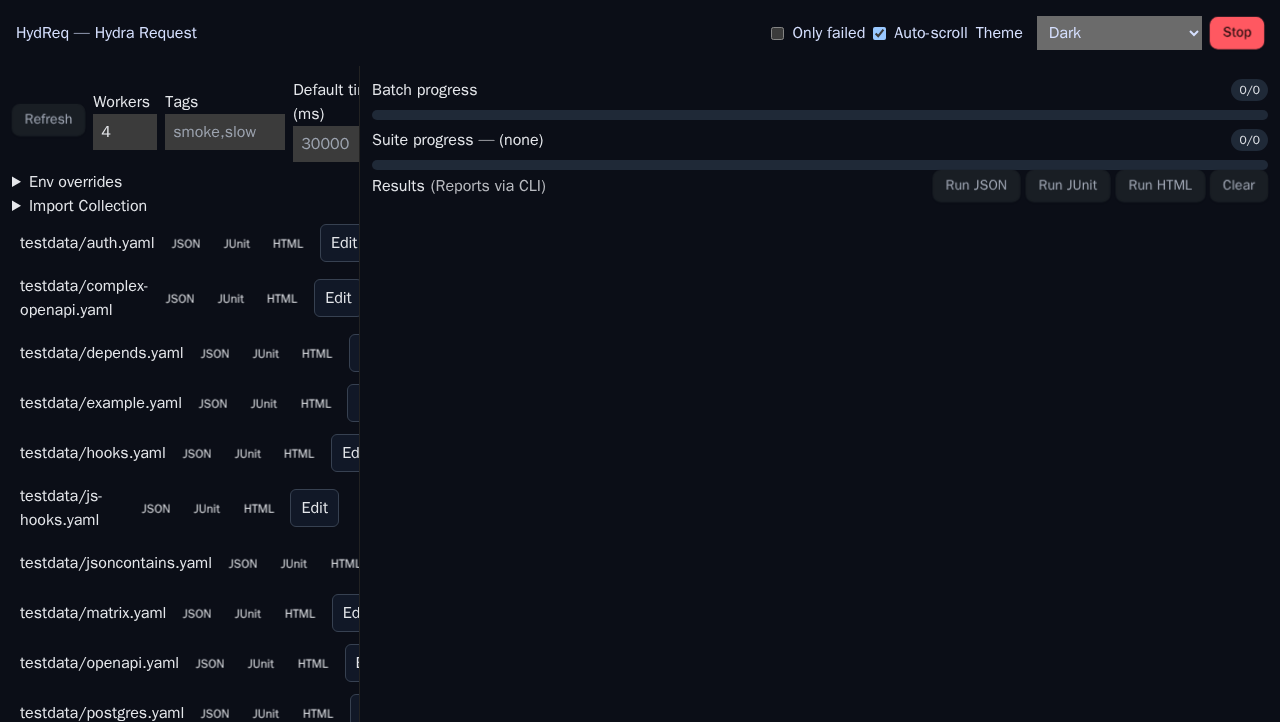 HydReq — Hydra Request
Only failed
Auto-scroll
Theme
Dark
Stop
Refresh
Workers
4
Tags
smoke,slow
Default
(ms)
30000
Env overrides
Import Collection
testdata/auth.yaml JSON JUnit HTML Edit
testdata/complex-
openapi.yaml JSON JUnit HTML Edit
testdata/depends.yaml JSON JUnit HTML
testdata/example.yaml JSON JUnit HTML
testdata/hooks.yaml JSON JUnit HTML Ed
testdata/js-
hooks.yaml JSON JUnit HTML Edit
testdata/jsoncontains.yaml JSON JUnit HTML
testdata/matrix.yaml JSON JUnit HTML Ed
testdata/openapi.yaml JSON JUnit HTML
testdata/postgres.yaml JSON JUnit HTML
Batch progress 0/0
Suite progress — (none) 0/0
Results (Reports via CLI) Run JSON Run JUnit Run HTML Clear